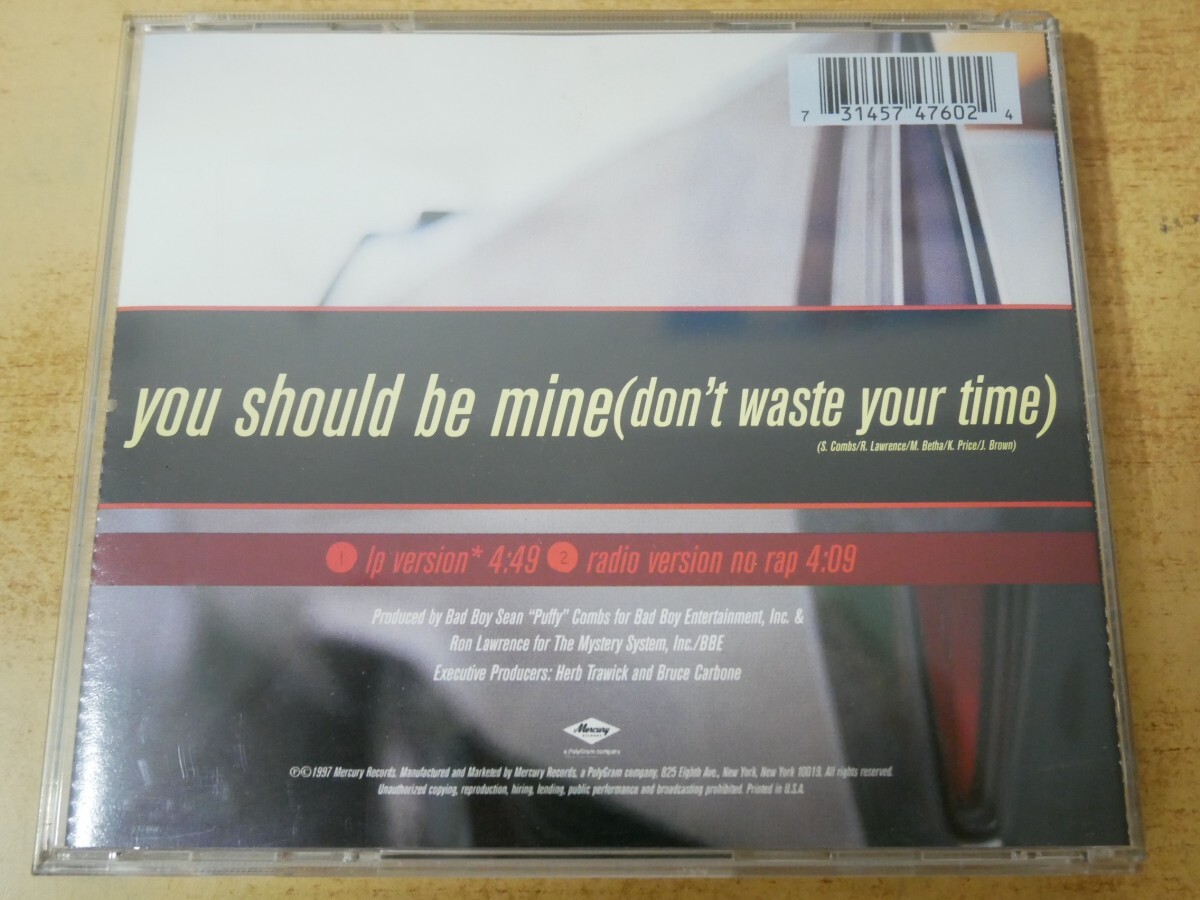 7 31457 47602 4
you should be mine (don't waste your time)
(S. Combs/R. Lawrence/M. Betha/K. Price/J. Brown)
1 lp version* 4:49 2 radio version no rap 4:09
Produced by Bad Boy Sean "Puffy" Combs for Bad Boy Entertainment, Inc. &
Ron Lawrence for The Mystery System, Inc./BBE
Executive Producers: Herb Trawick and Bruce Carbone
Mercury
RECORDS
a PolyGram company
℗©1997 Mercury Records. Manufactured and Marketed by Mercury Records, a PolyGram company, 825 Eighth Ave., New York, New York 10019. All rights reserved.
Unauthorized copying, reproduction, hiring, lending, public performance and broadcasting prohibited. Printed in U.S.A.